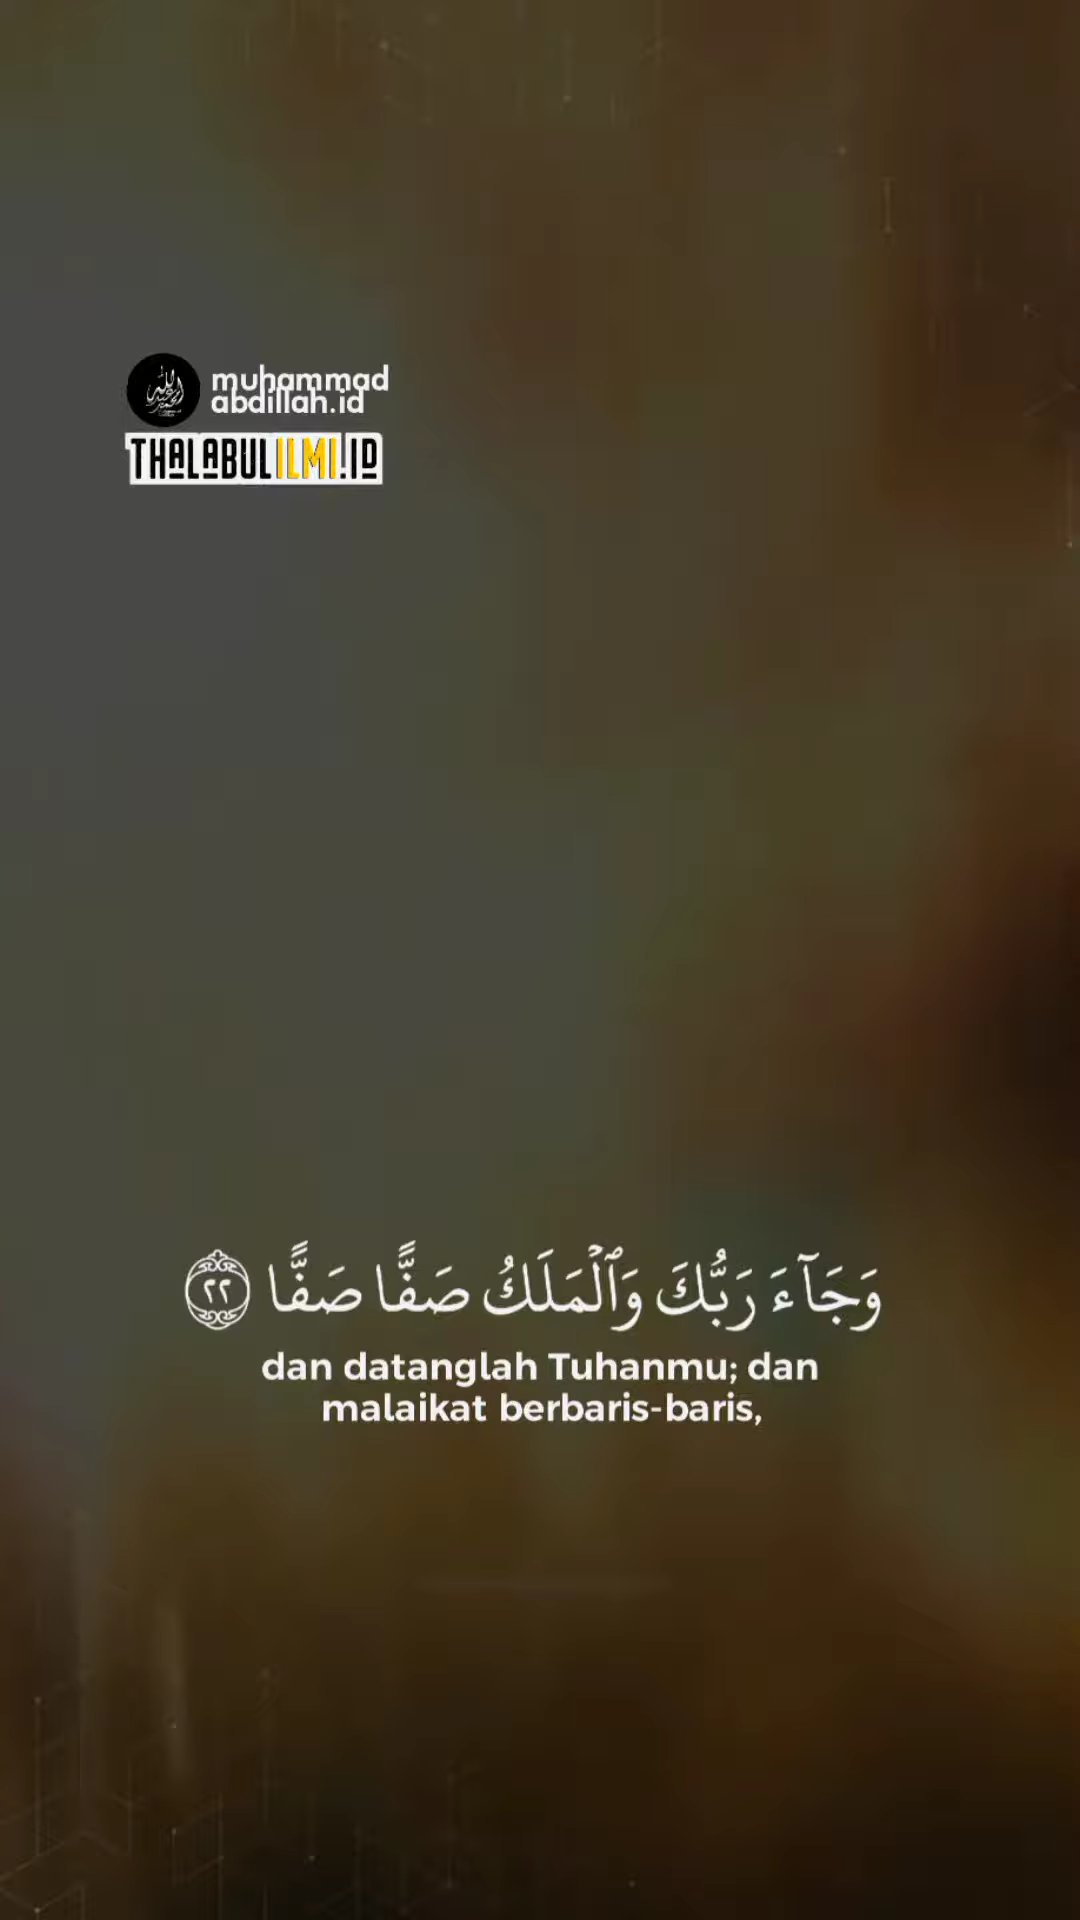 muhammad
abdillah.id
THALABULILMI.ID
وَجَآءَ رَبُّكَ وَٱلْمَلَكُ صَفًّا صَفًّا ٢٢
dan datanglah Tuhanmu; dan
malaikat berbaris-baris,